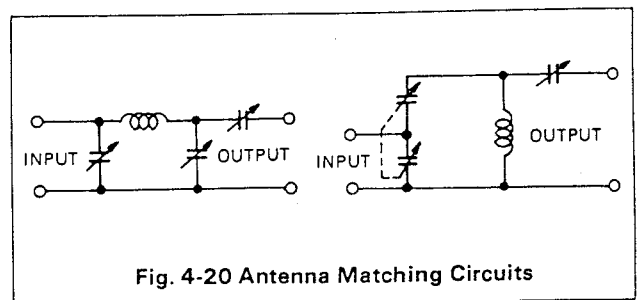 INPUT
OUTPUT
INPUT
OUTPUT
Fig. 4-20 Antenna Matching Circuits